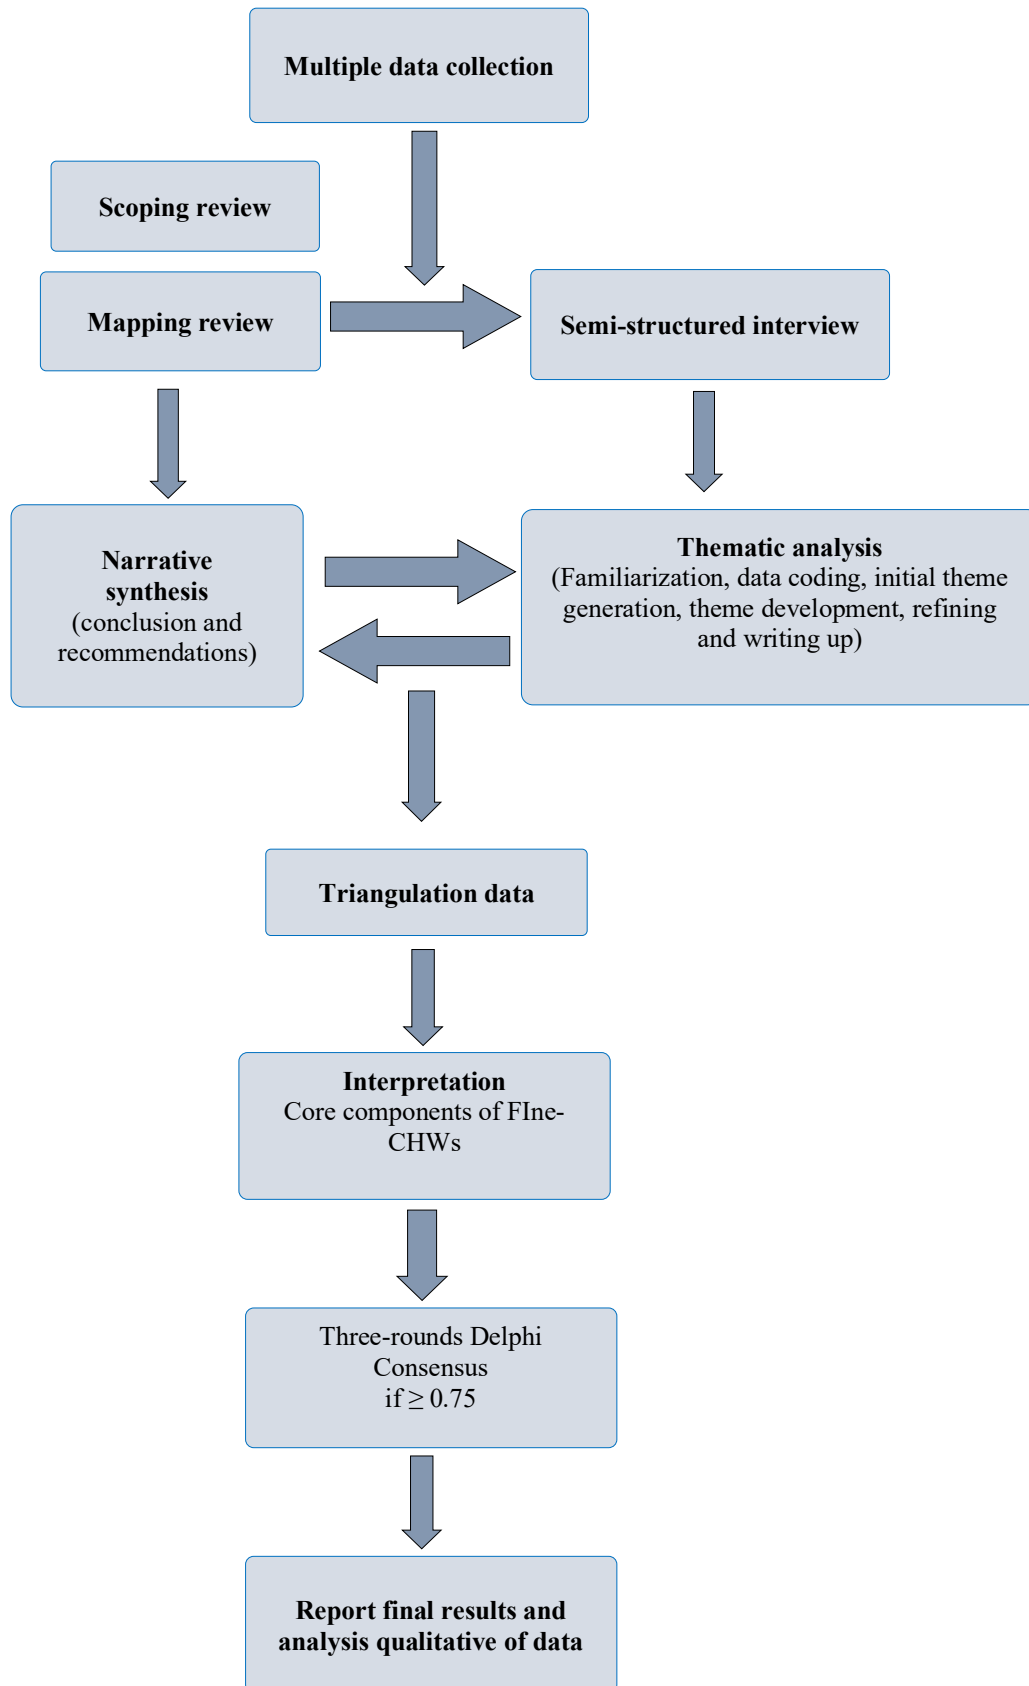 Multiple data collection
Scoping review
Mapping review
Semi-structured interview
Narrative
synthesis
(conclusion and
recommendations)
Thematic analysis
(Familiarization, data coding, initial theme
generation, theme development, refining
and writing up)
Triangulation data
Interpretation
Core components of FIne-
CHWs
Three-rounds Delphi
Consensus
if ≥ 0.75
Report final results and
analysis qualitative of data